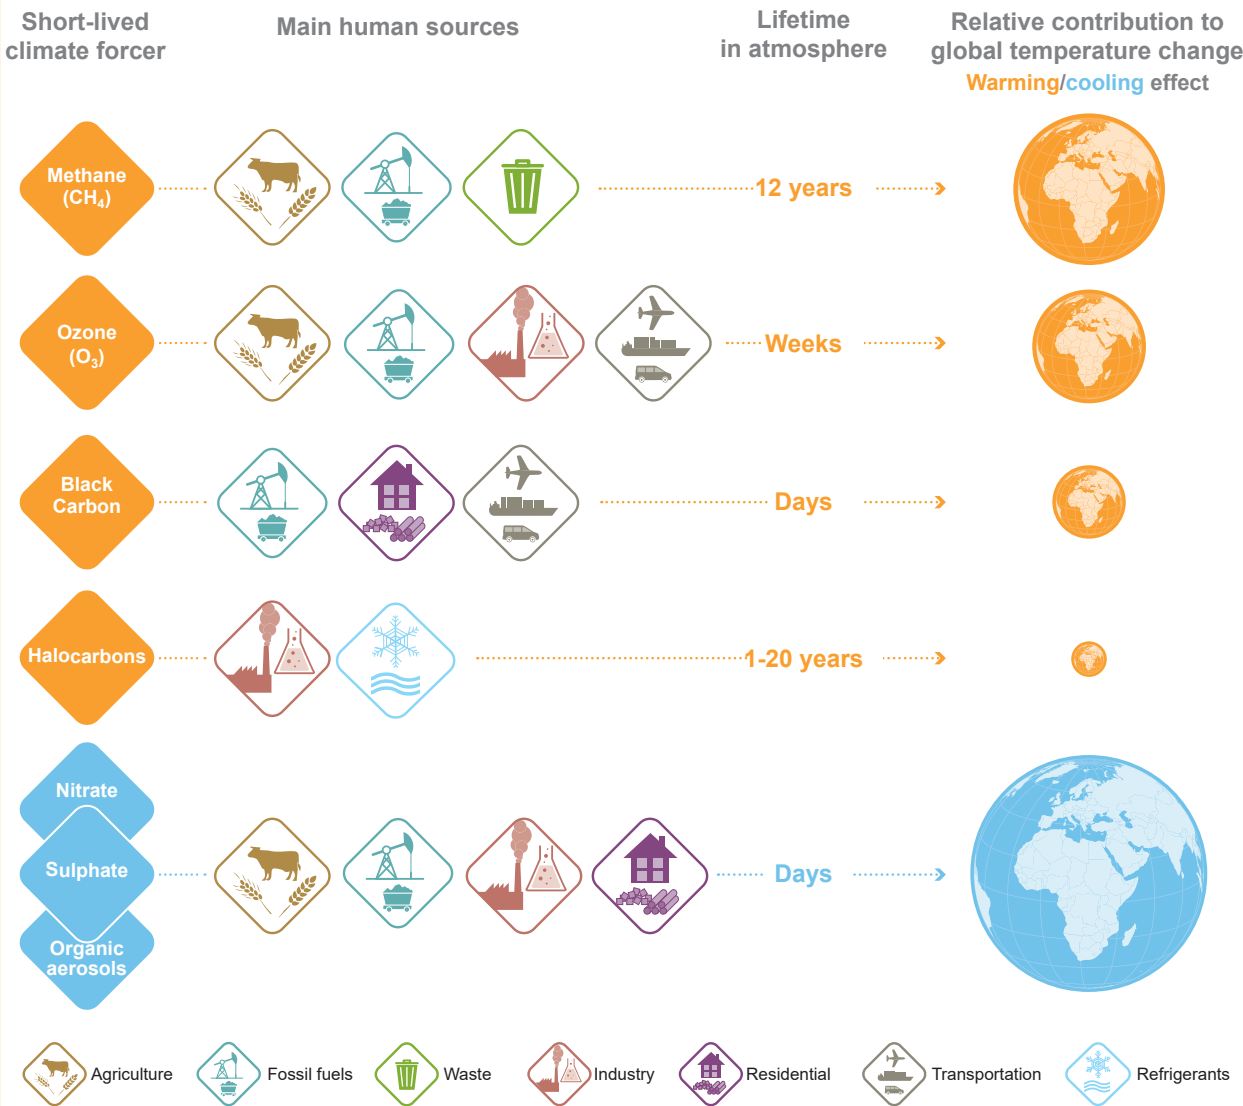 Short-lived
climate forcer
Main human sources
Lifetime
in atmosphere
Relative contribution to
global temperature change
Warming/cooling effect
Methane
(CH₄)
12 years
Ozone
(O₃)
Weeks
Black
Carbon
Days
Halocarbons
1-20 years
Nitrate
Sulphate
Organic
aerosols
Days
Agriculture
Fossil fuels
Waste
Industry
Residential
Transportation
Refrigerants